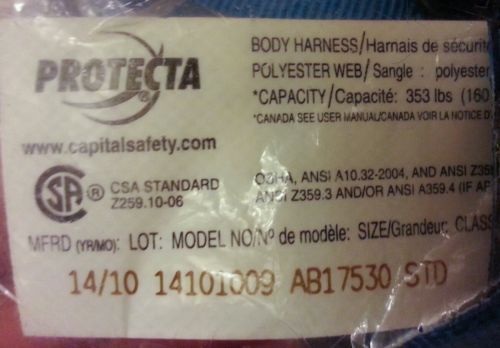 PROTECTA®
www.capitalsafety.com
BODY HARNESS/Harnais de sécurit
POLYESTER WEB/Sangle : polyester
*CAPACITY/Capacité: 353 lbs (160
*CANADA SEE USER MANUAL/CANADA VOIR LA NOTICE D'
CSA® CSA STANDARD
Z259.10-06
OSHA, ANSI A10.32-2004, AND ANSI Z359
ANSI Z359.3 AND/OR ANSI A359.4 (IF AP
MFRD (YR/MO): LOT: MODEL NO/Nº de modèle: SIZE/Grandeur: CLASS
14/10 14101009 AB17530 STD